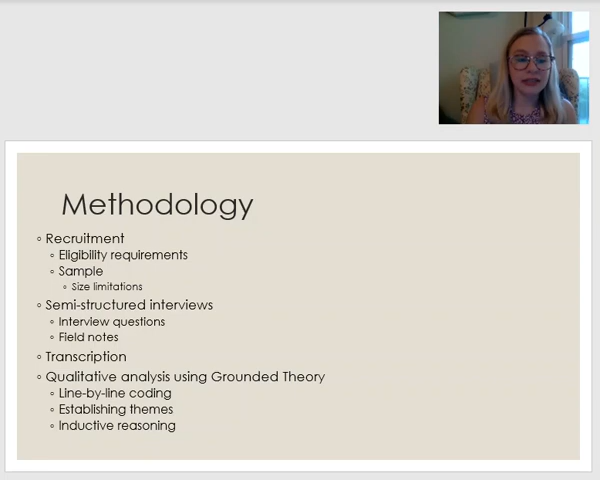 Methodology
◦ Recruitment
◦ Eligibility requirements
◦ Sample
◦ Size limitations
◦ Semi-structured interviews
◦ Interview questions
◦ Field notes
◦ Transcription
◦ Qualitative analysis using Grounded Theory
◦ Line-by-line coding
◦ Establishing themes
◦ Inductive reasoning